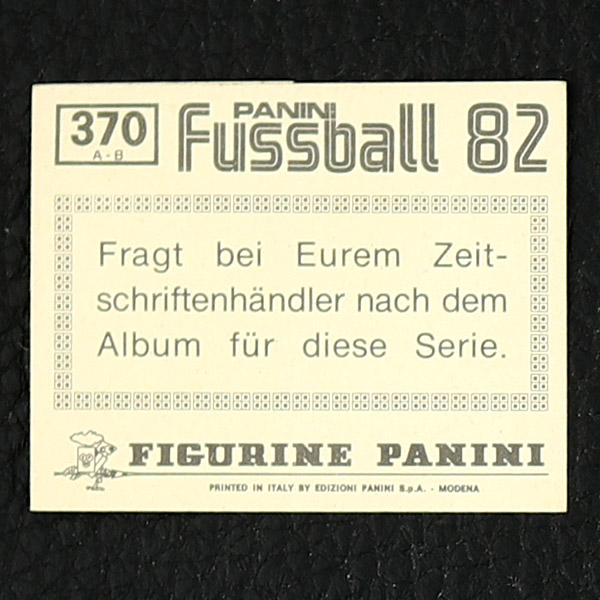 370
A-B
PANINI
Fussball 82
Fragt bei Eurem Zeit-
schriftenhändler nach dem
Album für diese Serie.
FIGURINE PANINI
PRINTED IN ITALY BY EDIZIONI PANINI S.p.A. - MODENA